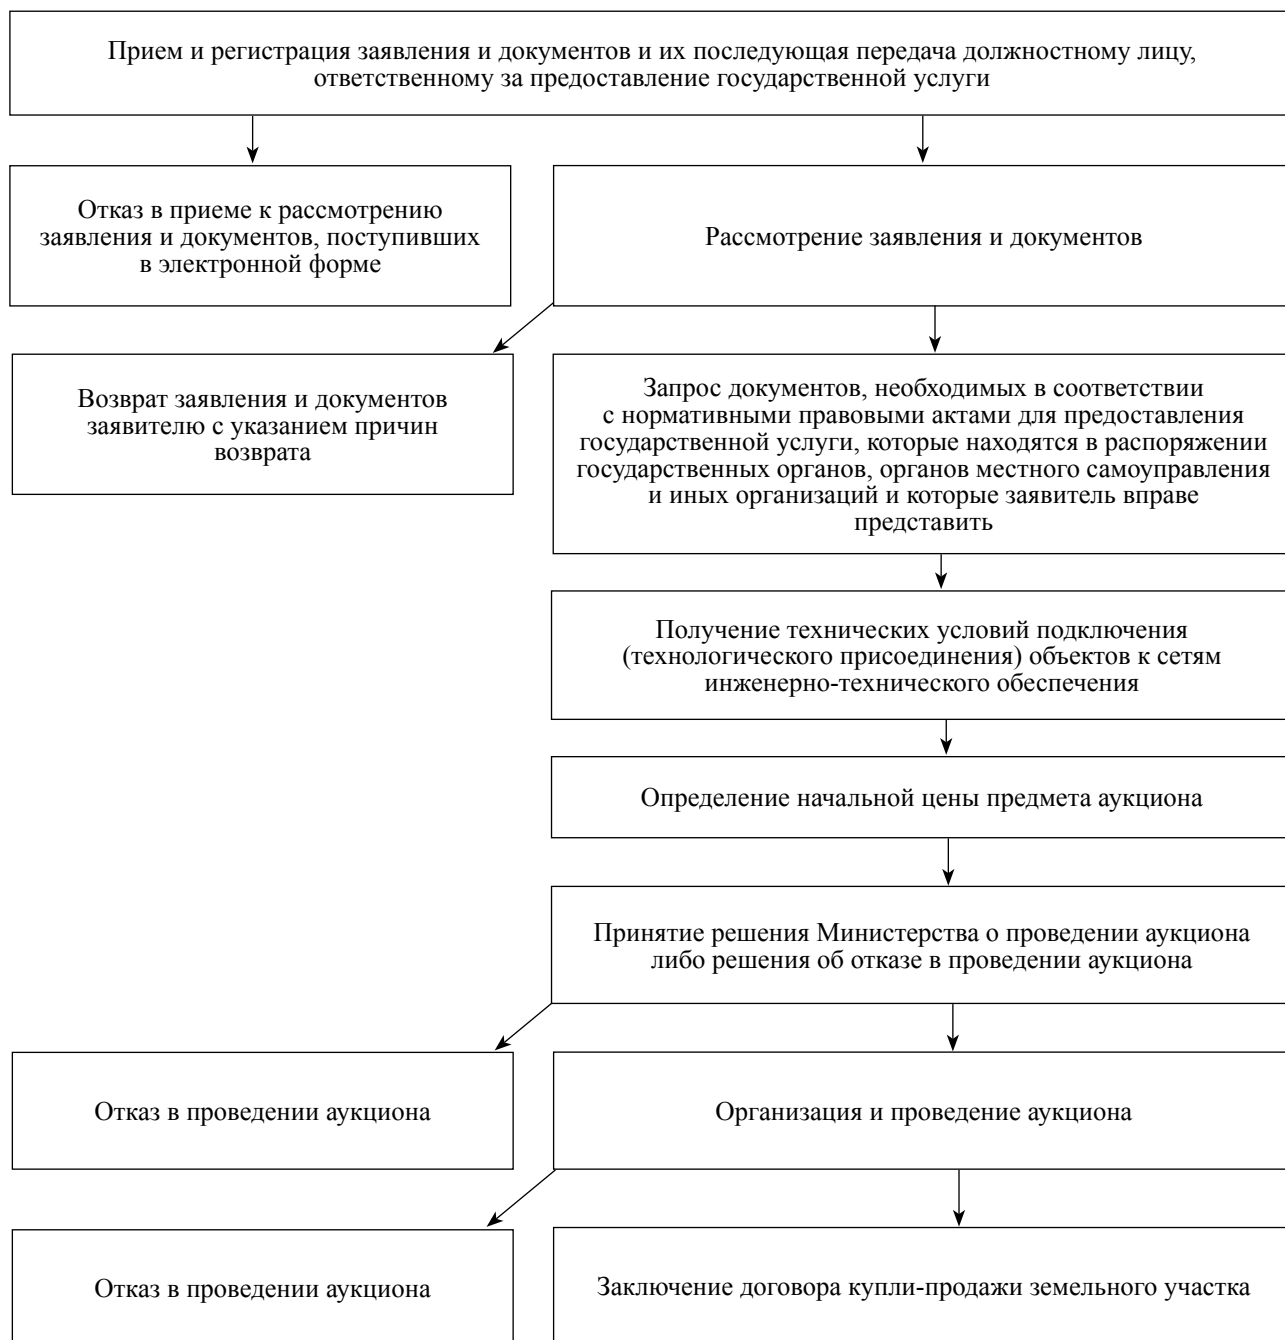 Прием и регистрация заявления и документов и их последующая передача должностному лицу,
ответственному за предоставление государственной услуги
Отказ в приеме к рассмотрению
заявления и документов, поступивших
в электронной форме
Рассмотрение заявления и документов
Возврат заявления и документов
заявителю с указанием причин
возврата
Запрос документов, необходимых в соответствии
с нормативными правовыми актами для предоставления
государственной услуги, которые находятся в распоряжении
государственных органов, органов местного самоуправления
и иных организаций и которые заявитель вправе
представить
Получение технических условий подключения
(технологического присоединения) объектов к сетям
инженерно-технического обеспечения
Определение начальной цены предмета аукциона
Принятие решения Министерства о проведении аукциона
либо решения об отказе в проведении аукциона
Отказ в проведении аукциона
Организация и проведение аукциона
Отказ в проведении аукциона
Заключение договора купли-продажи земельного участка